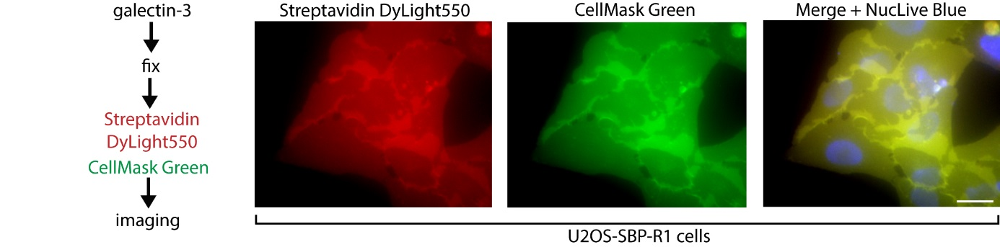 galectin-3
fix
Streptavidin
DyLight550
CellMask Green
imaging
Streptavidin DyLight550
CellMask Green
Merge + NucLive Blue
U2OS-SBP-R1 cells